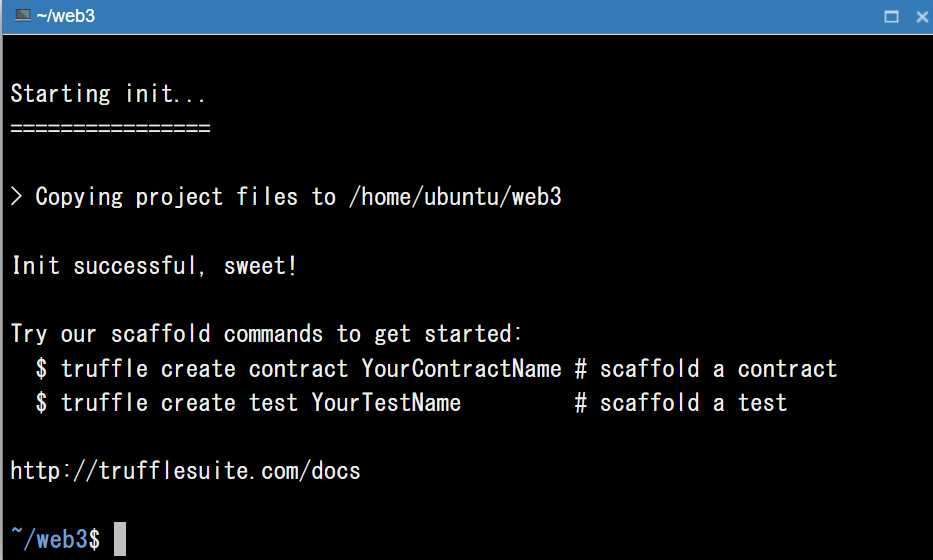 ~/web3
Starting init...
================
> Copying project files to /home/ubuntu/web3
Init successful, sweet!
Try our scaffold commands to get started:
$ truffle create contract YourContractName # scaffold a contract
$ truffle create test YourTestName # scaffold a test
http://trufflesuite.com/docs
~/web3$